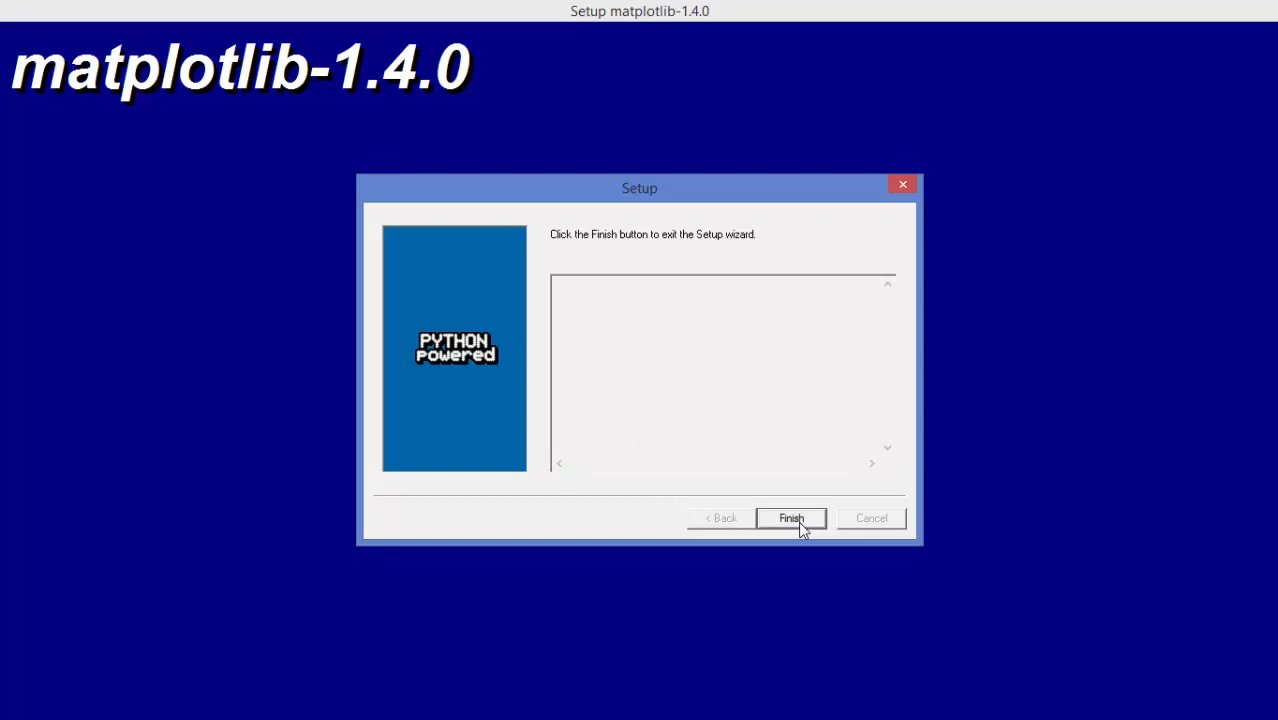 Setup matplotlib-1.4.0
matplotlib-1.4.0
Setup
Click the Finish button to exit the Setup wizard.
PYTHON
powered
< Back
Finish
Cancel